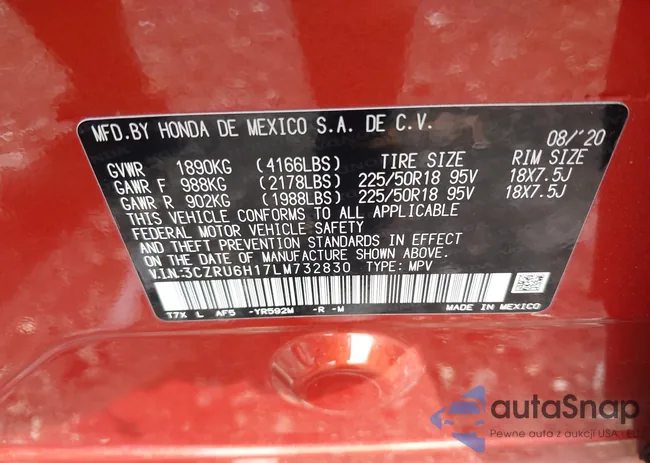 MFD.BY HONDA DE MEXICO S.A. DE C.V. 08/'20
GVWR 1890KG (4166LBS) TIRE SIZE RIM SIZE
GAWR F 988KG (2178LBS) 225/50R18 95V 18X7.5J
GAWR R 902KG (1988LBS) 225/50R18 95V 18X7.5J
THIS VEHICLE CONFORMS TO ALL APPLICABLE
FEDERAL MOTOR VEHICLE SAFETY AND
THEFT PREVENTION STANDARDS IN EFFECT
ON THE DATE OF MANUFACTURE SHOWN ABOVE.
V.I.N:3CZRU6H17LM732830 TYPE: MPV
T7X L AF5 -YR592M -R -M MADE IN MEXICO
autaSnap
Pewne auta z aukcji USA - EU